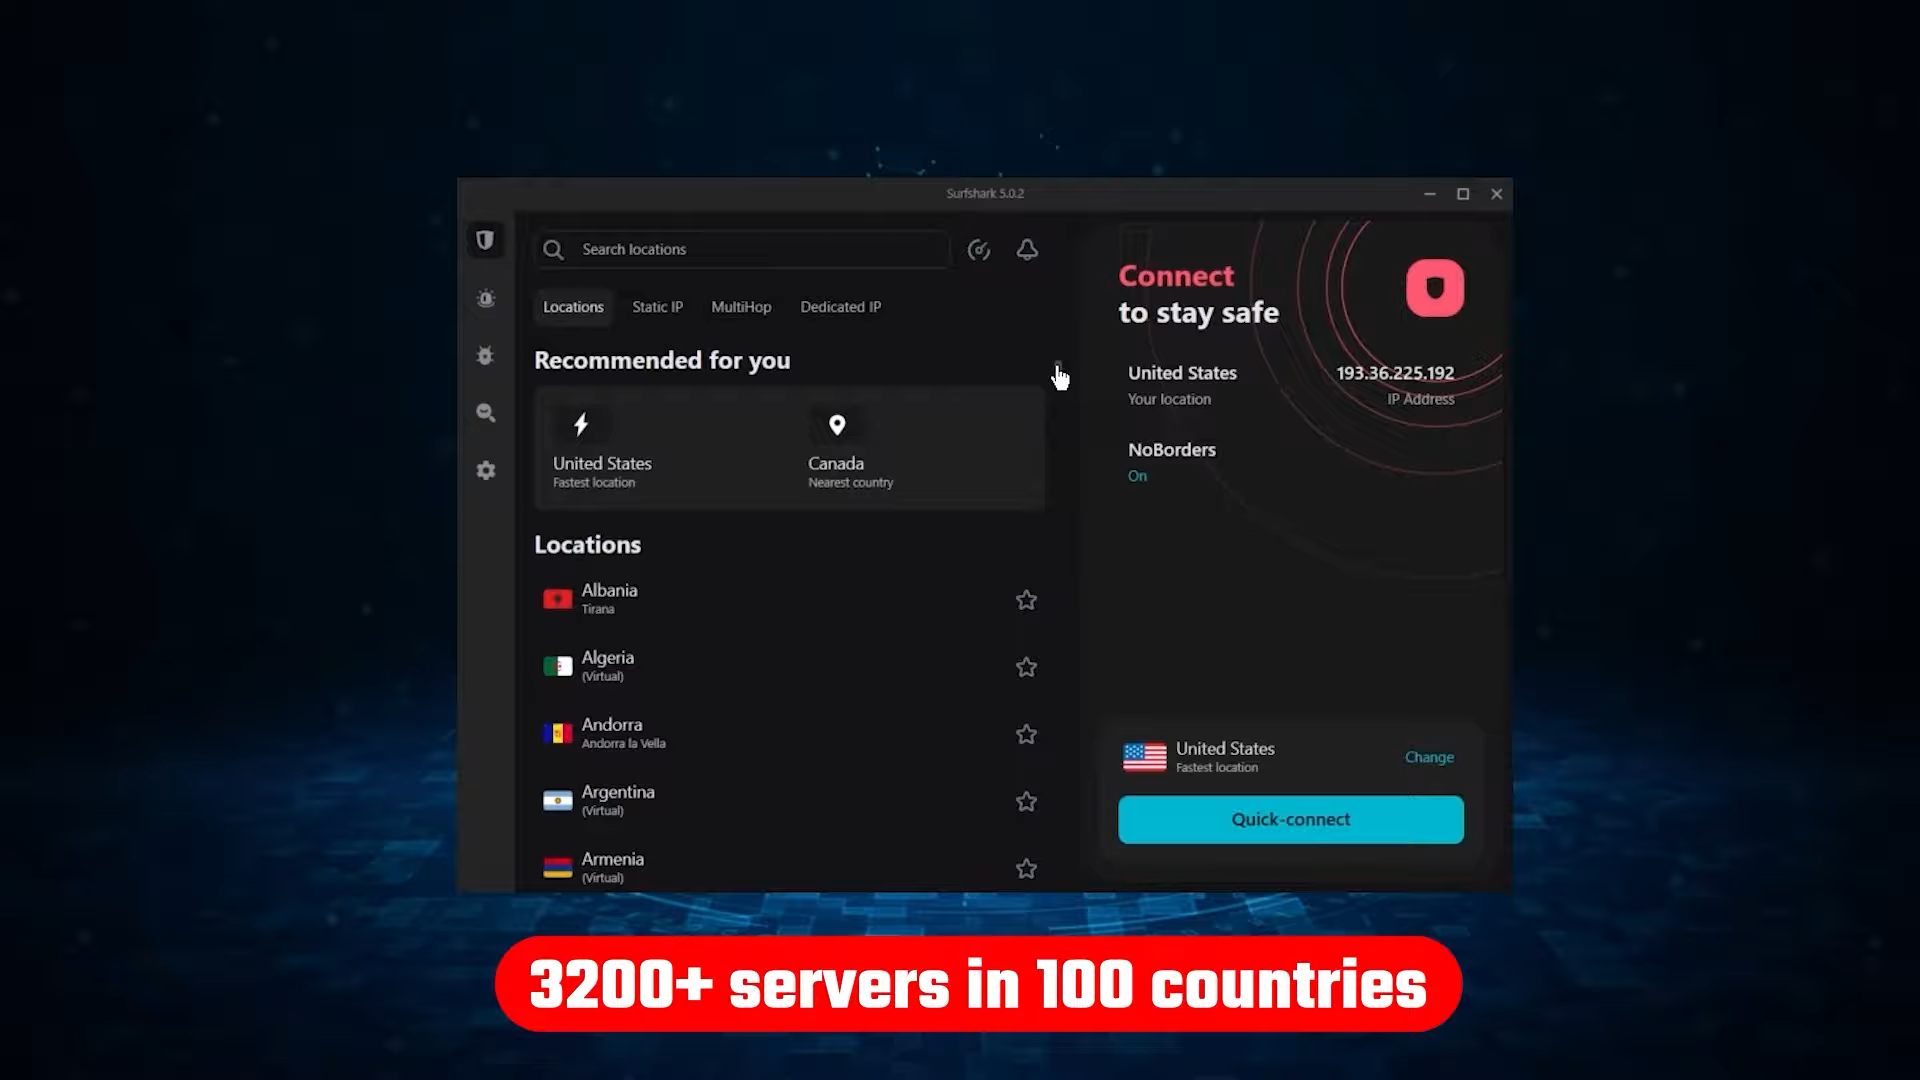 Surfshark 5.0.2
Search locations
Locations
Static IP
MultiHop
Dedicated IP
Recommended for you
United States
Fastest location
Canada
Nearest country
Locations
Albania
Tirana
Algeria
(Virtual)
Andorra
Andorra la Vella
Argentina
(Virtual)
Armenia
(Virtual)
Connect
to stay safe
United States
193.36.225.192
Your location
IP Address
NoBorders
On
United States
Fastest location
Change
Quick-connect
3200+ servers in 100 countries